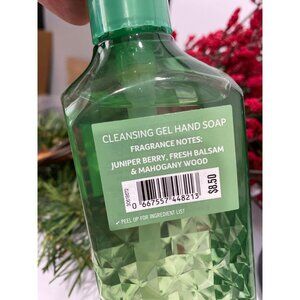 CLEANSING GEL HAND SOAP
FRAGRANCE NOTES:
JUNIPER BERRY, FRESH BALSAM
& MAHOGANY WOOD
0 667557 448213
$8.50
✓ PEEL UP FOR INGREDIENT LIST